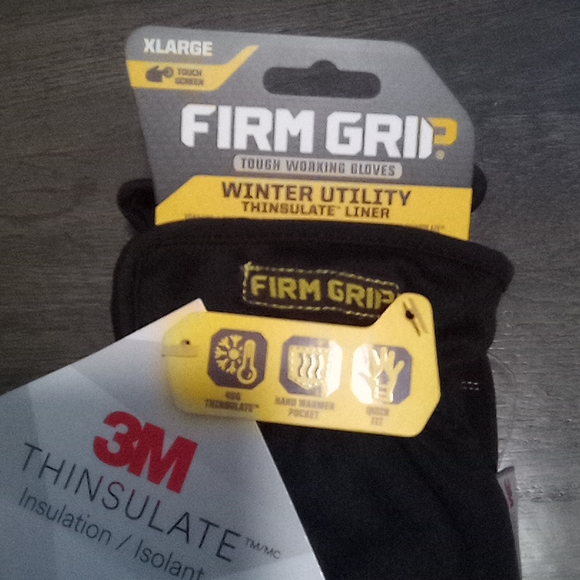 XLARGE
TOUCH
SCREEN
FIRM GRIP
TOUGH WORKING GLOVES
WINTER UTILITY
THINSULATE™ LINER
FIRM GRIP
40G
THINSULATE™
HAND WARMER
POCKET
QUICK
FIT
3M
THINSULATE™/MC
Insulation / Isolant
3M